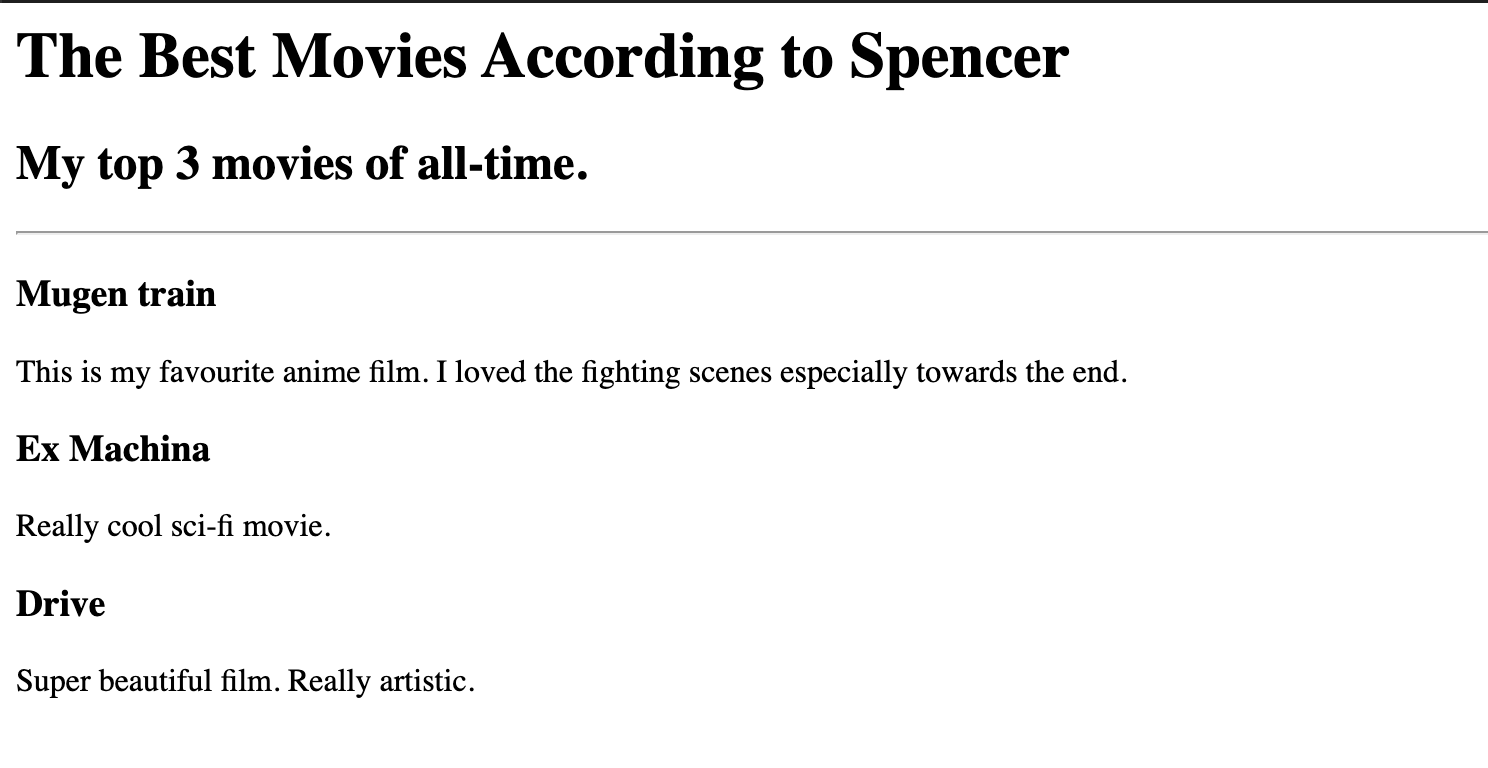 The Best Movies According to Spencer
My top 3 movies of all-time.
Mugen train
This is my favourite anime film. I loved the fighting scenes especially towards the end.
Ex Machina
Really cool sci-fi movie.
Drive
Super beautiful film. Really artistic.